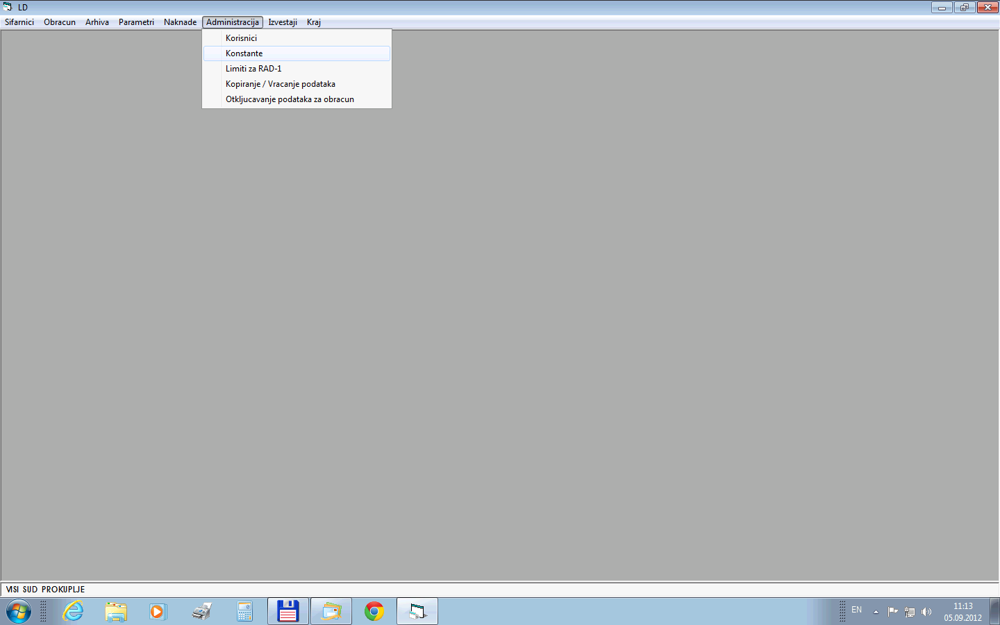 LD
Sifarnici Obracun Arhiva Parametri Naknade Administracija Izvestaji Kraj
Korisnici
Konstante
Limiti za RAD-1
Kopiranje / Vracanje podataka
Otkljucavanje podataka za obracun
VISI SUD PROKUPLJE
EN
11:13
05.09.2012